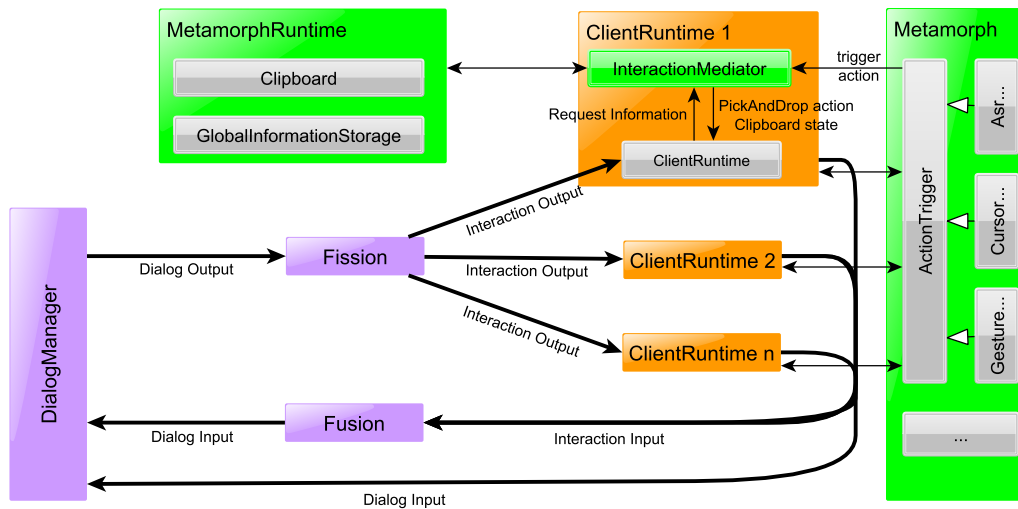 MetamorphRuntime
Clipboard
GlobalInformationStorage
ClientRuntime 1
InteractionMediator
Request Information
PickAndDrop action
Clipboard state
ClientRuntime
trigger
action
Metamorph
ActionTrigger
Asr...
Cursor...
Gesture...
...
DialogManager
Dialog Output
Fission
Interaction Output
Interaction Output
Interaction Output
ClientRuntime 2
ClientRuntime n
Fusion
Dialog Input
Interaction Input
Dialog Input